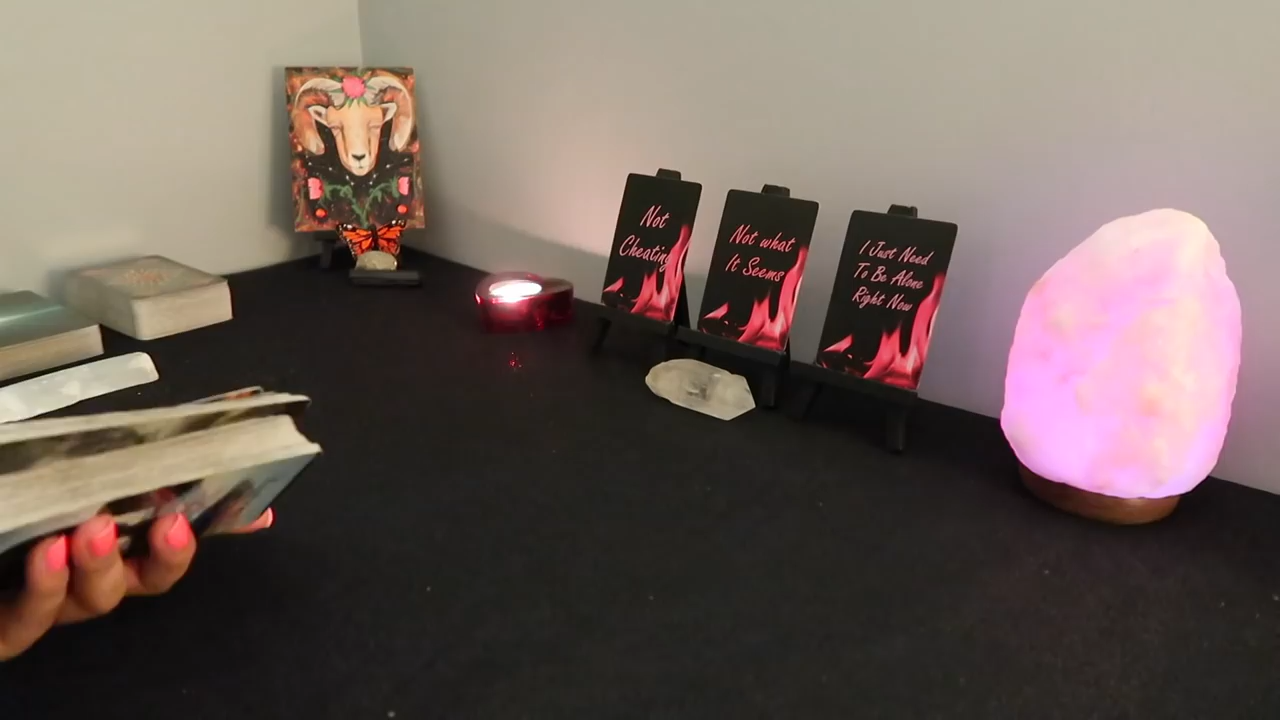 Not
Cheating
Not what
It Seems
I Just Need
To Be Alone
Right Now